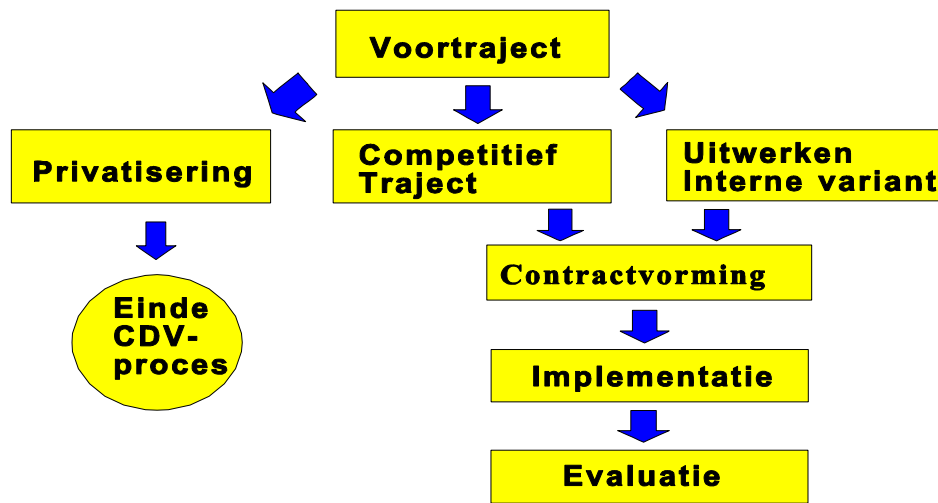 Voortraject
Privatisering
Competitief
Traject
Uitwerken
Interne variant
Einde
CDV-
proces
Contractvorming
Implementatie
Evaluatie